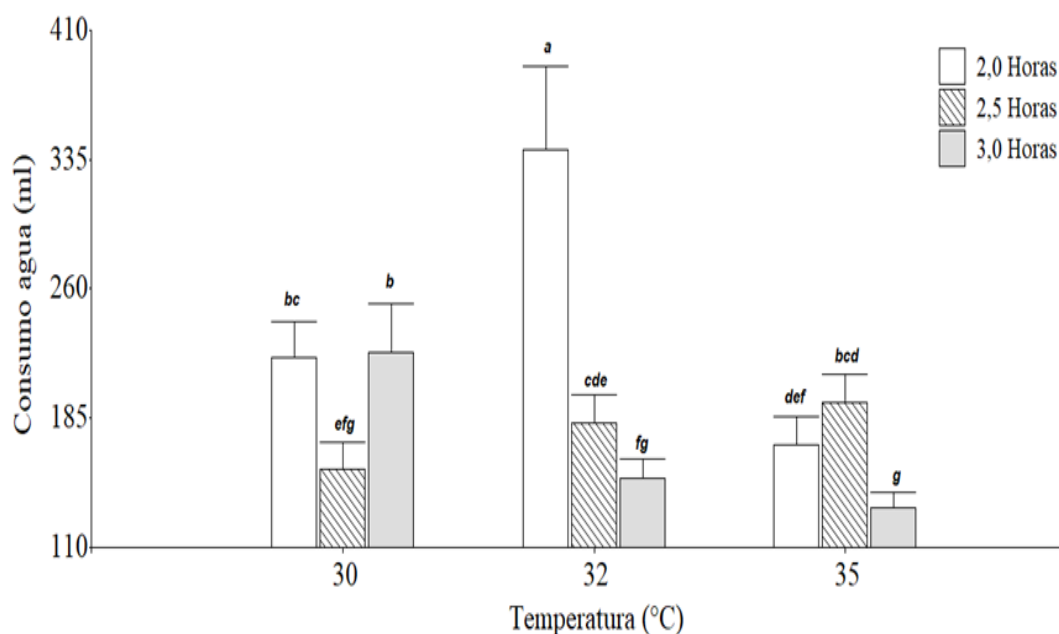 410
335
260
185
110
Consumo agua (ml)
a
bc
b
efg
cde
fg
def
bcd
g
2,0 Horas
2,5 Horas
3,0 Horas
30
32
35
Temperatura (°C)